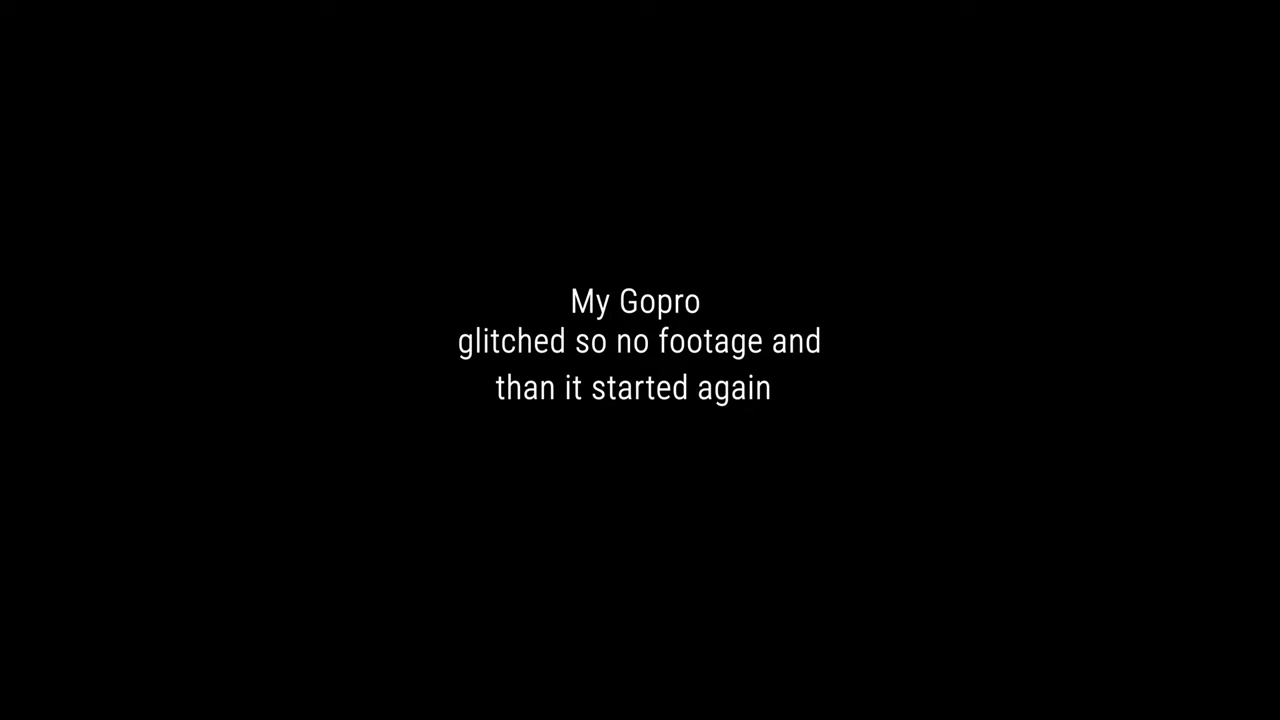 My Gopro
glitched so no footage and
than it started again